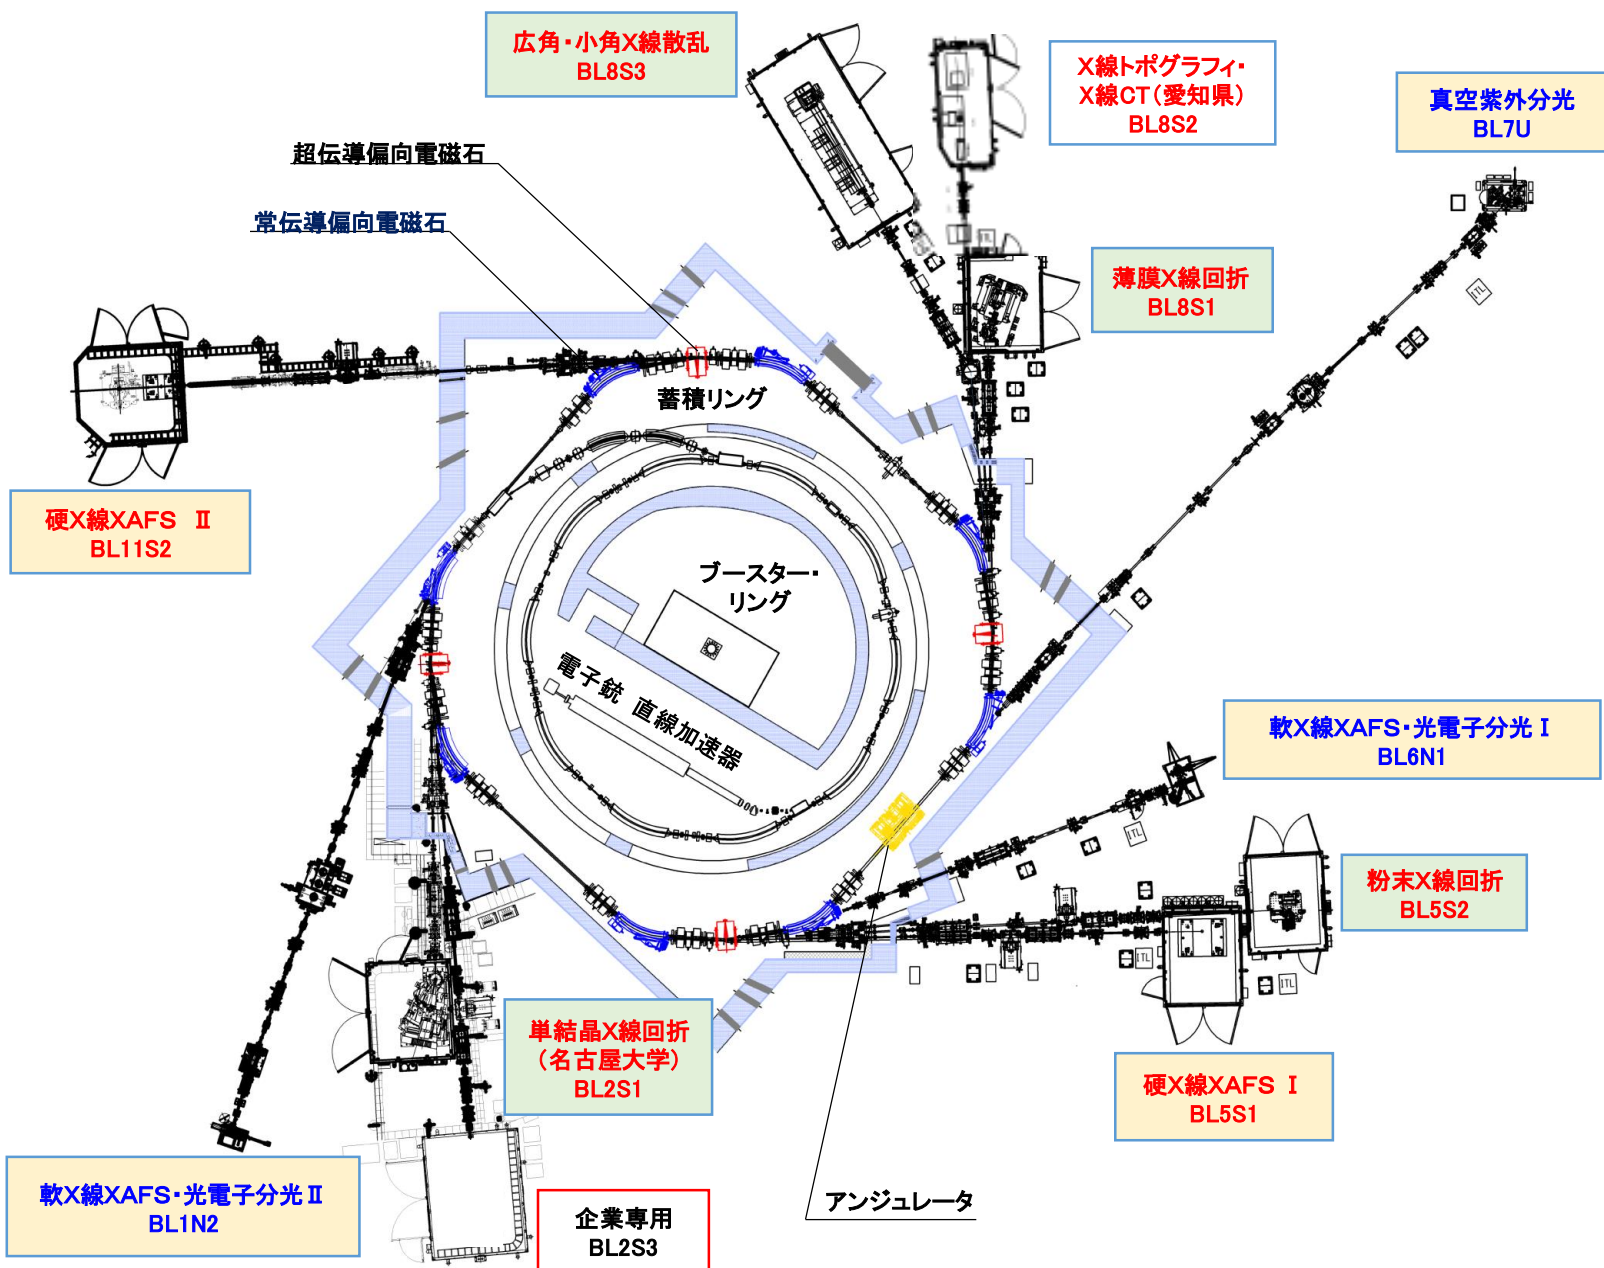 広角・小角X線散乱
BL8S3
X線トポグラフィ・
X線CT（愛知県）
BL8S2
真空紫外分光
BL7U
超伝導偏向電磁石
常伝導偏向電磁石
薄膜X線回折
BL8S1
ITL
ITL
蓄積リング
硬X線XAFS Ⅱ
BL11S2
ブースター・
リング
電子銃 直線加速器
軟X線XAFS・光電子分光 I
BL6N1
ITL
粉末X線回折
BL5S2
ITL
ITL
単結晶X線回折
（名古屋大学）
BL2S1
硬X線XAFS I
BL5S1
軟X線XAFS・光電子分光Ⅱ
BL1N2
アンジュレータ
企業専用
BL2S3